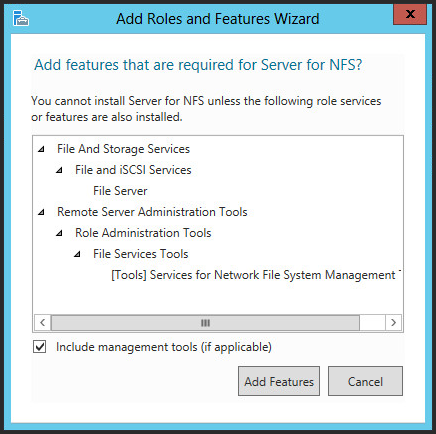 Add Roles and Features Wizard
x
Add features that are required for Server for NFS?
You cannot install Server for NFS unless the following role services
or features are also installed.
File And Storage Services
File and iSCSI Services
File Server
Remote Server Administration Tools
Role Administration Tools
File Services Tools
[Tools] Services for Network File System Management
Include management tools (if applicable)
Add Features
Cancel